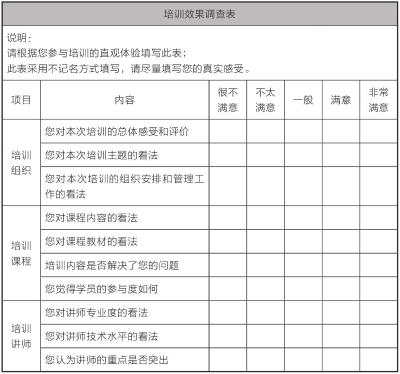 培训效果调查表
说明：
请根据您参与培训的直观体验填写此表；
此表采用不记名方式填写，请尽量填写您的真实感受。
项目 内容 很不满意 不太满意 一般 满意 非常满意
培训组织
您对本次培训的总体感受和评价
您对本次培训主题的看法
您对本次培训的组织安排和管理工
作的看法
培训课程
您对课程内容的看法
您对课程教材的看法
培训内容是否解决了您的问题
您觉得学员的参与度如何
培训讲师
您对讲师专业度的看法
您对讲师技术水平的看法
您认为讲师的重点是否突出